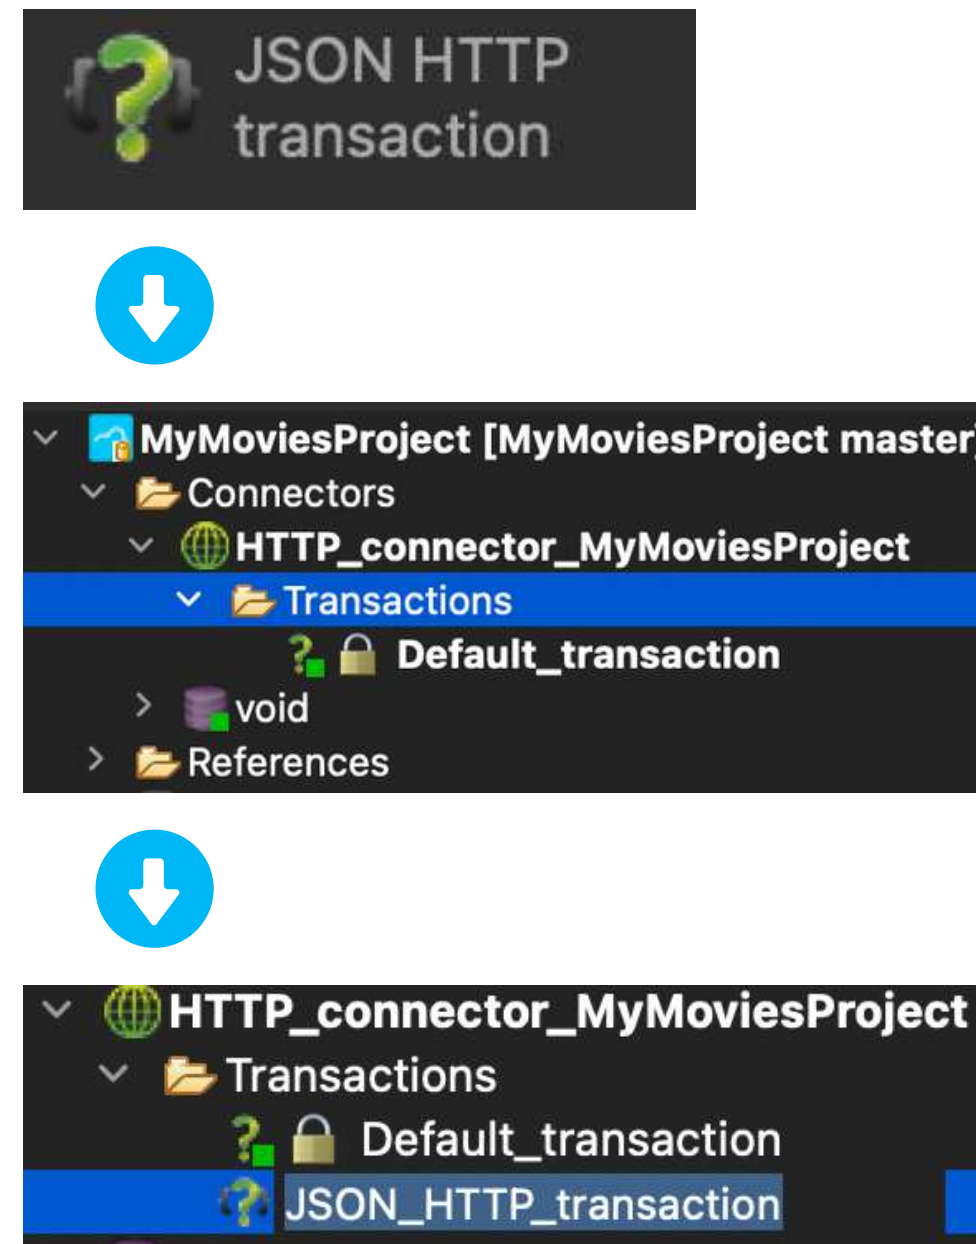 JSON HTTP
transaction
MyMoviesProject [MyMoviesProject master]
Connectors
HTTP_connector_MyMoviesProject
Transactions
Default_transaction
void
References
HTTP_connector_MyMoviesProject
Transactions
Default_transaction
JSON_HTTP_transaction